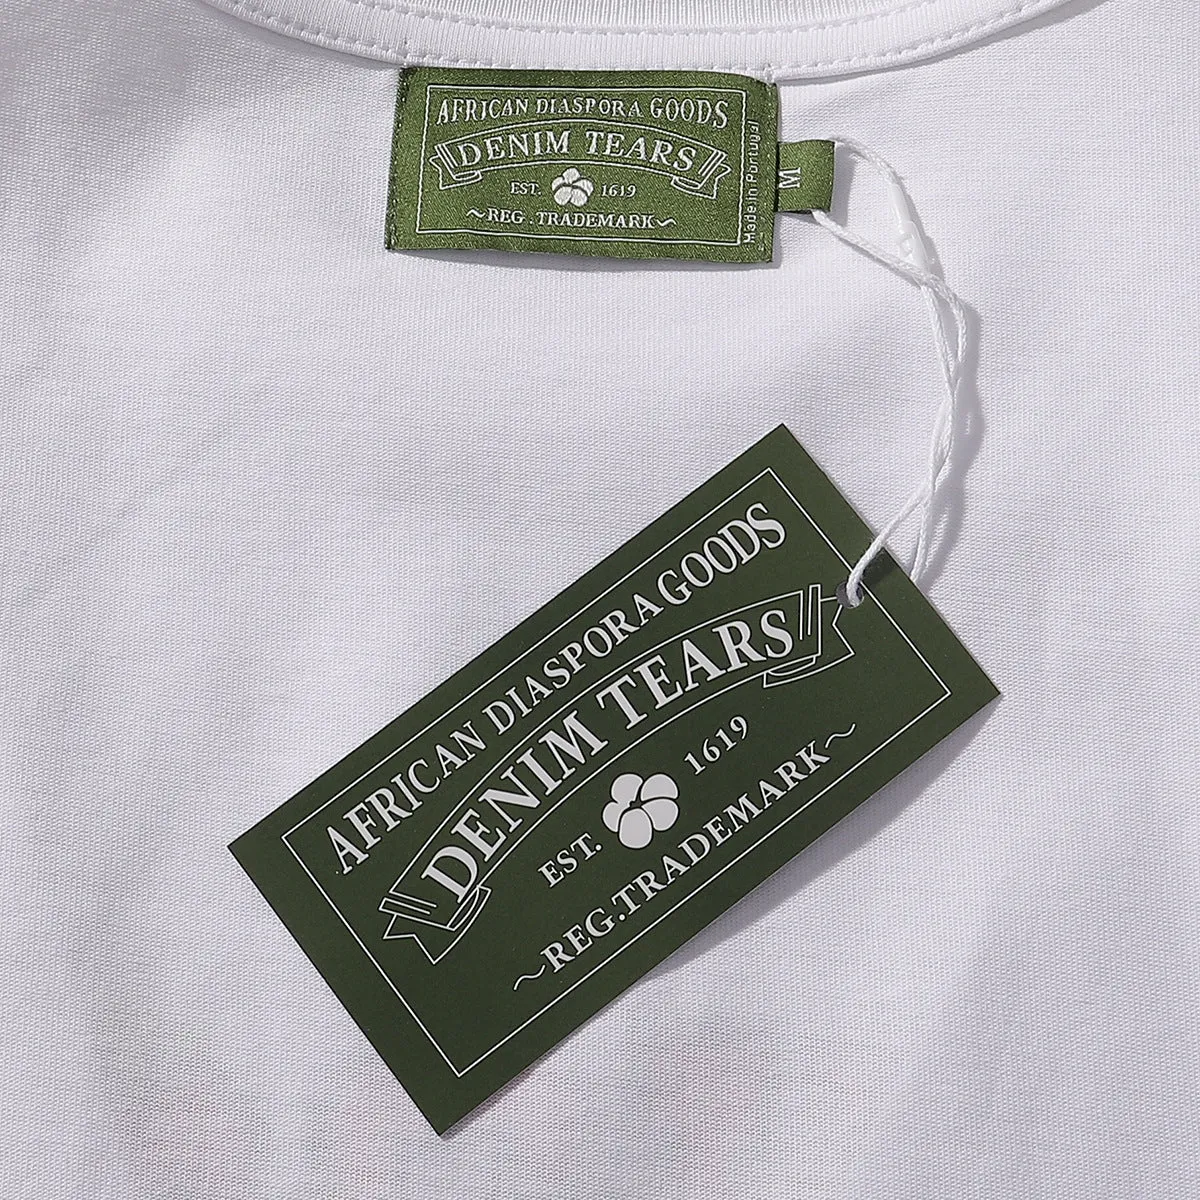 AFRICAN DIASPORA GOODS
DENIM TEARS
EST. 1619
~REG. TRADEMARK~
Made in Portugal
M
AFRICAN DIASPORA GOODS
DENIM TEARS
EST. 1619
~REG.TRADEMARK~